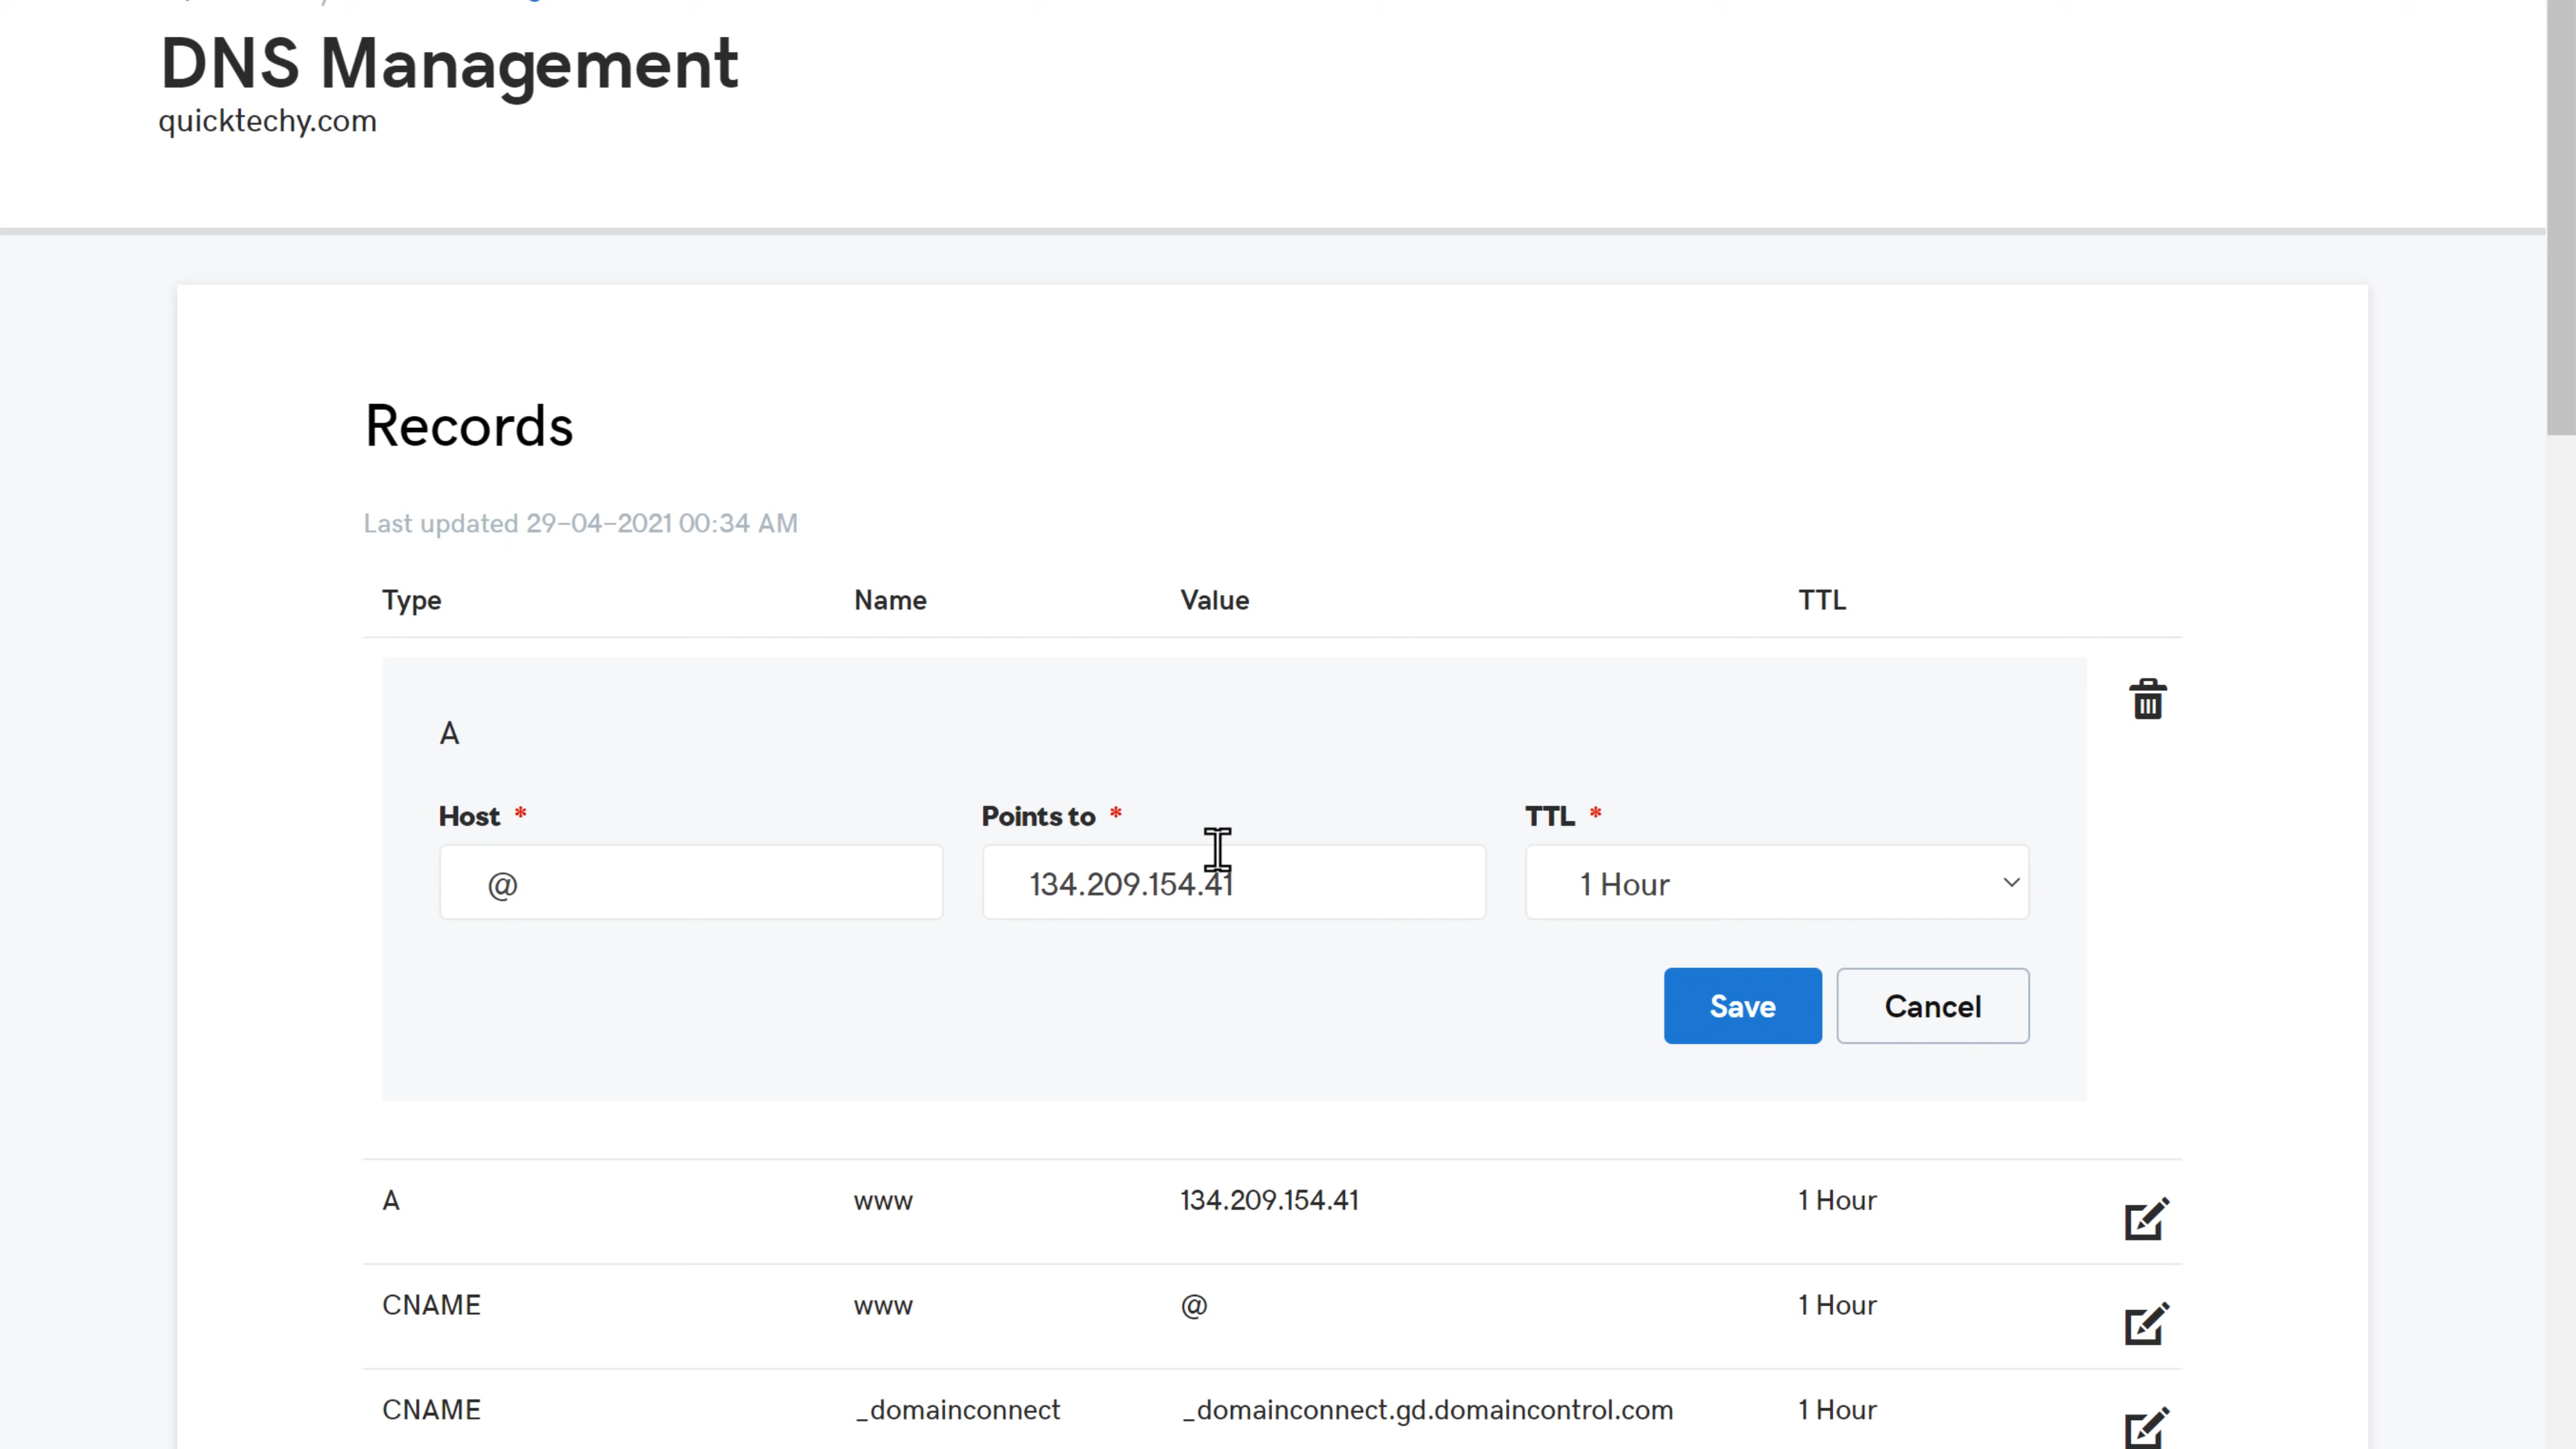 DNS Management
quicktechy.com
Records
Last updated 29-04-2021 00:34 AM
Type Name Value TTL
A
Host * Points to * TTL *
@ 134.209.154.41 1 Hour
Save Cancel
A www 134.209.154.41 1 Hour
CNAME www @ 1 Hour
CNAME _domainconnect _domainconnect.gd.domaincontrol.com 1 Hour